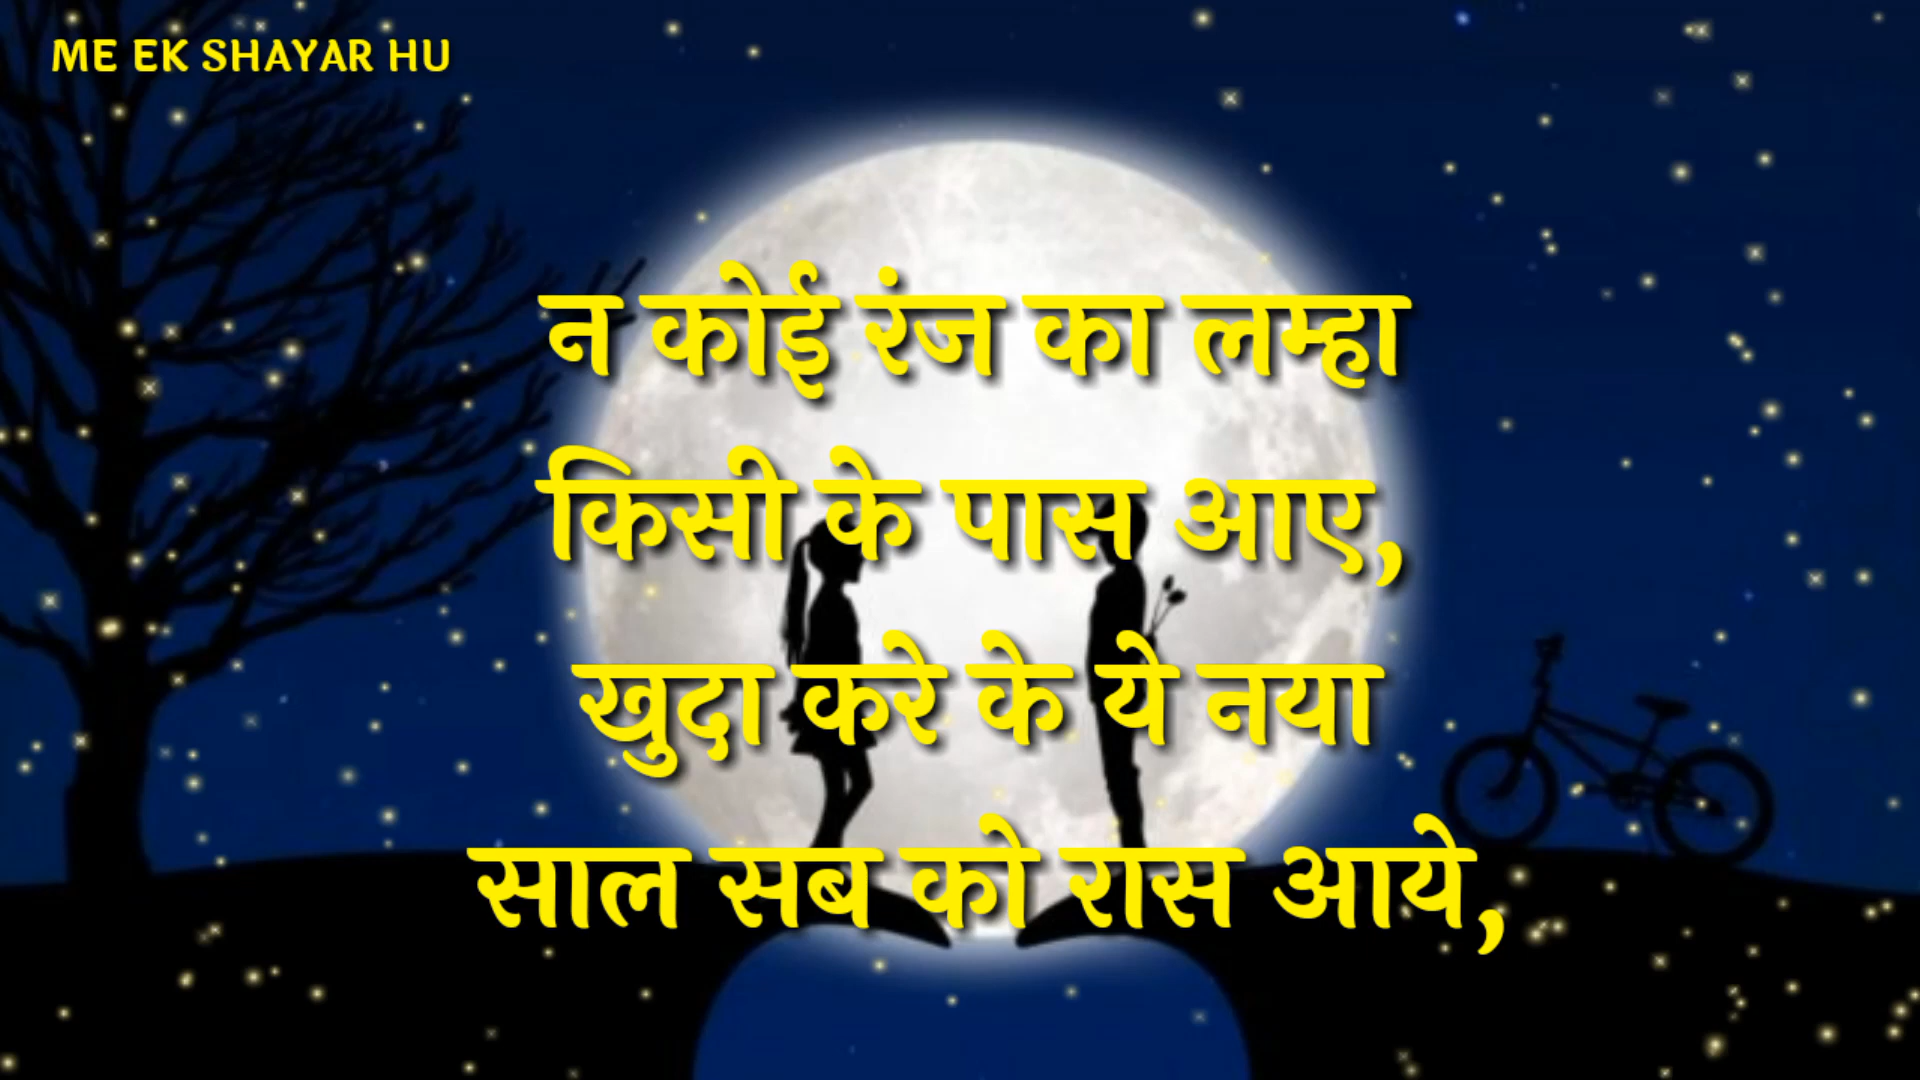 ME EK SHAYAR HU
न कोई रंज का लम्हा
किसी के पास आए,
खुदा करे के ये नया
साल सब को रास आये,